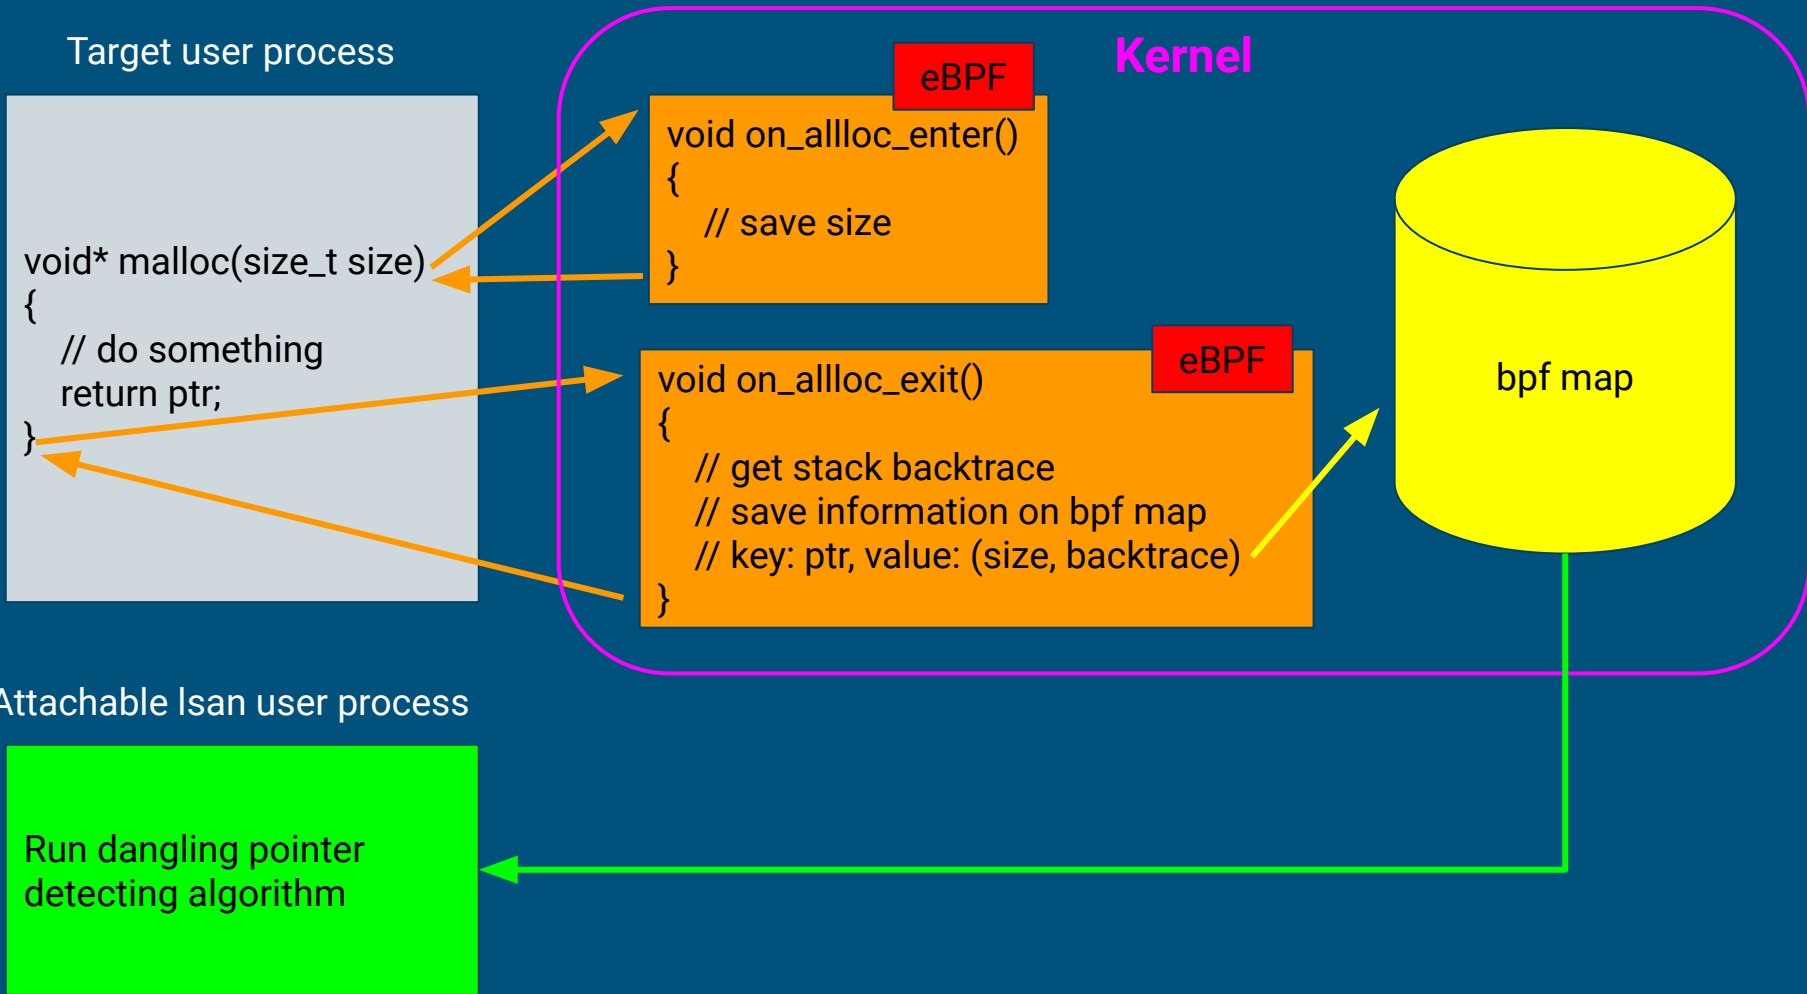 Target user process
Kernel
eBPF
void on_allloc_enter()
{
// save size
}
void* malloc(size_t size)
{
// do something
return ptr;
}
eBPF
void on_allloc_exit()
{
// get stack backtrace
// save information on bpf map
// key: ptr, value: (size, backtrace)
}
bpf map
Attachable lsan user process
Run dangling pointer
detecting algorithm